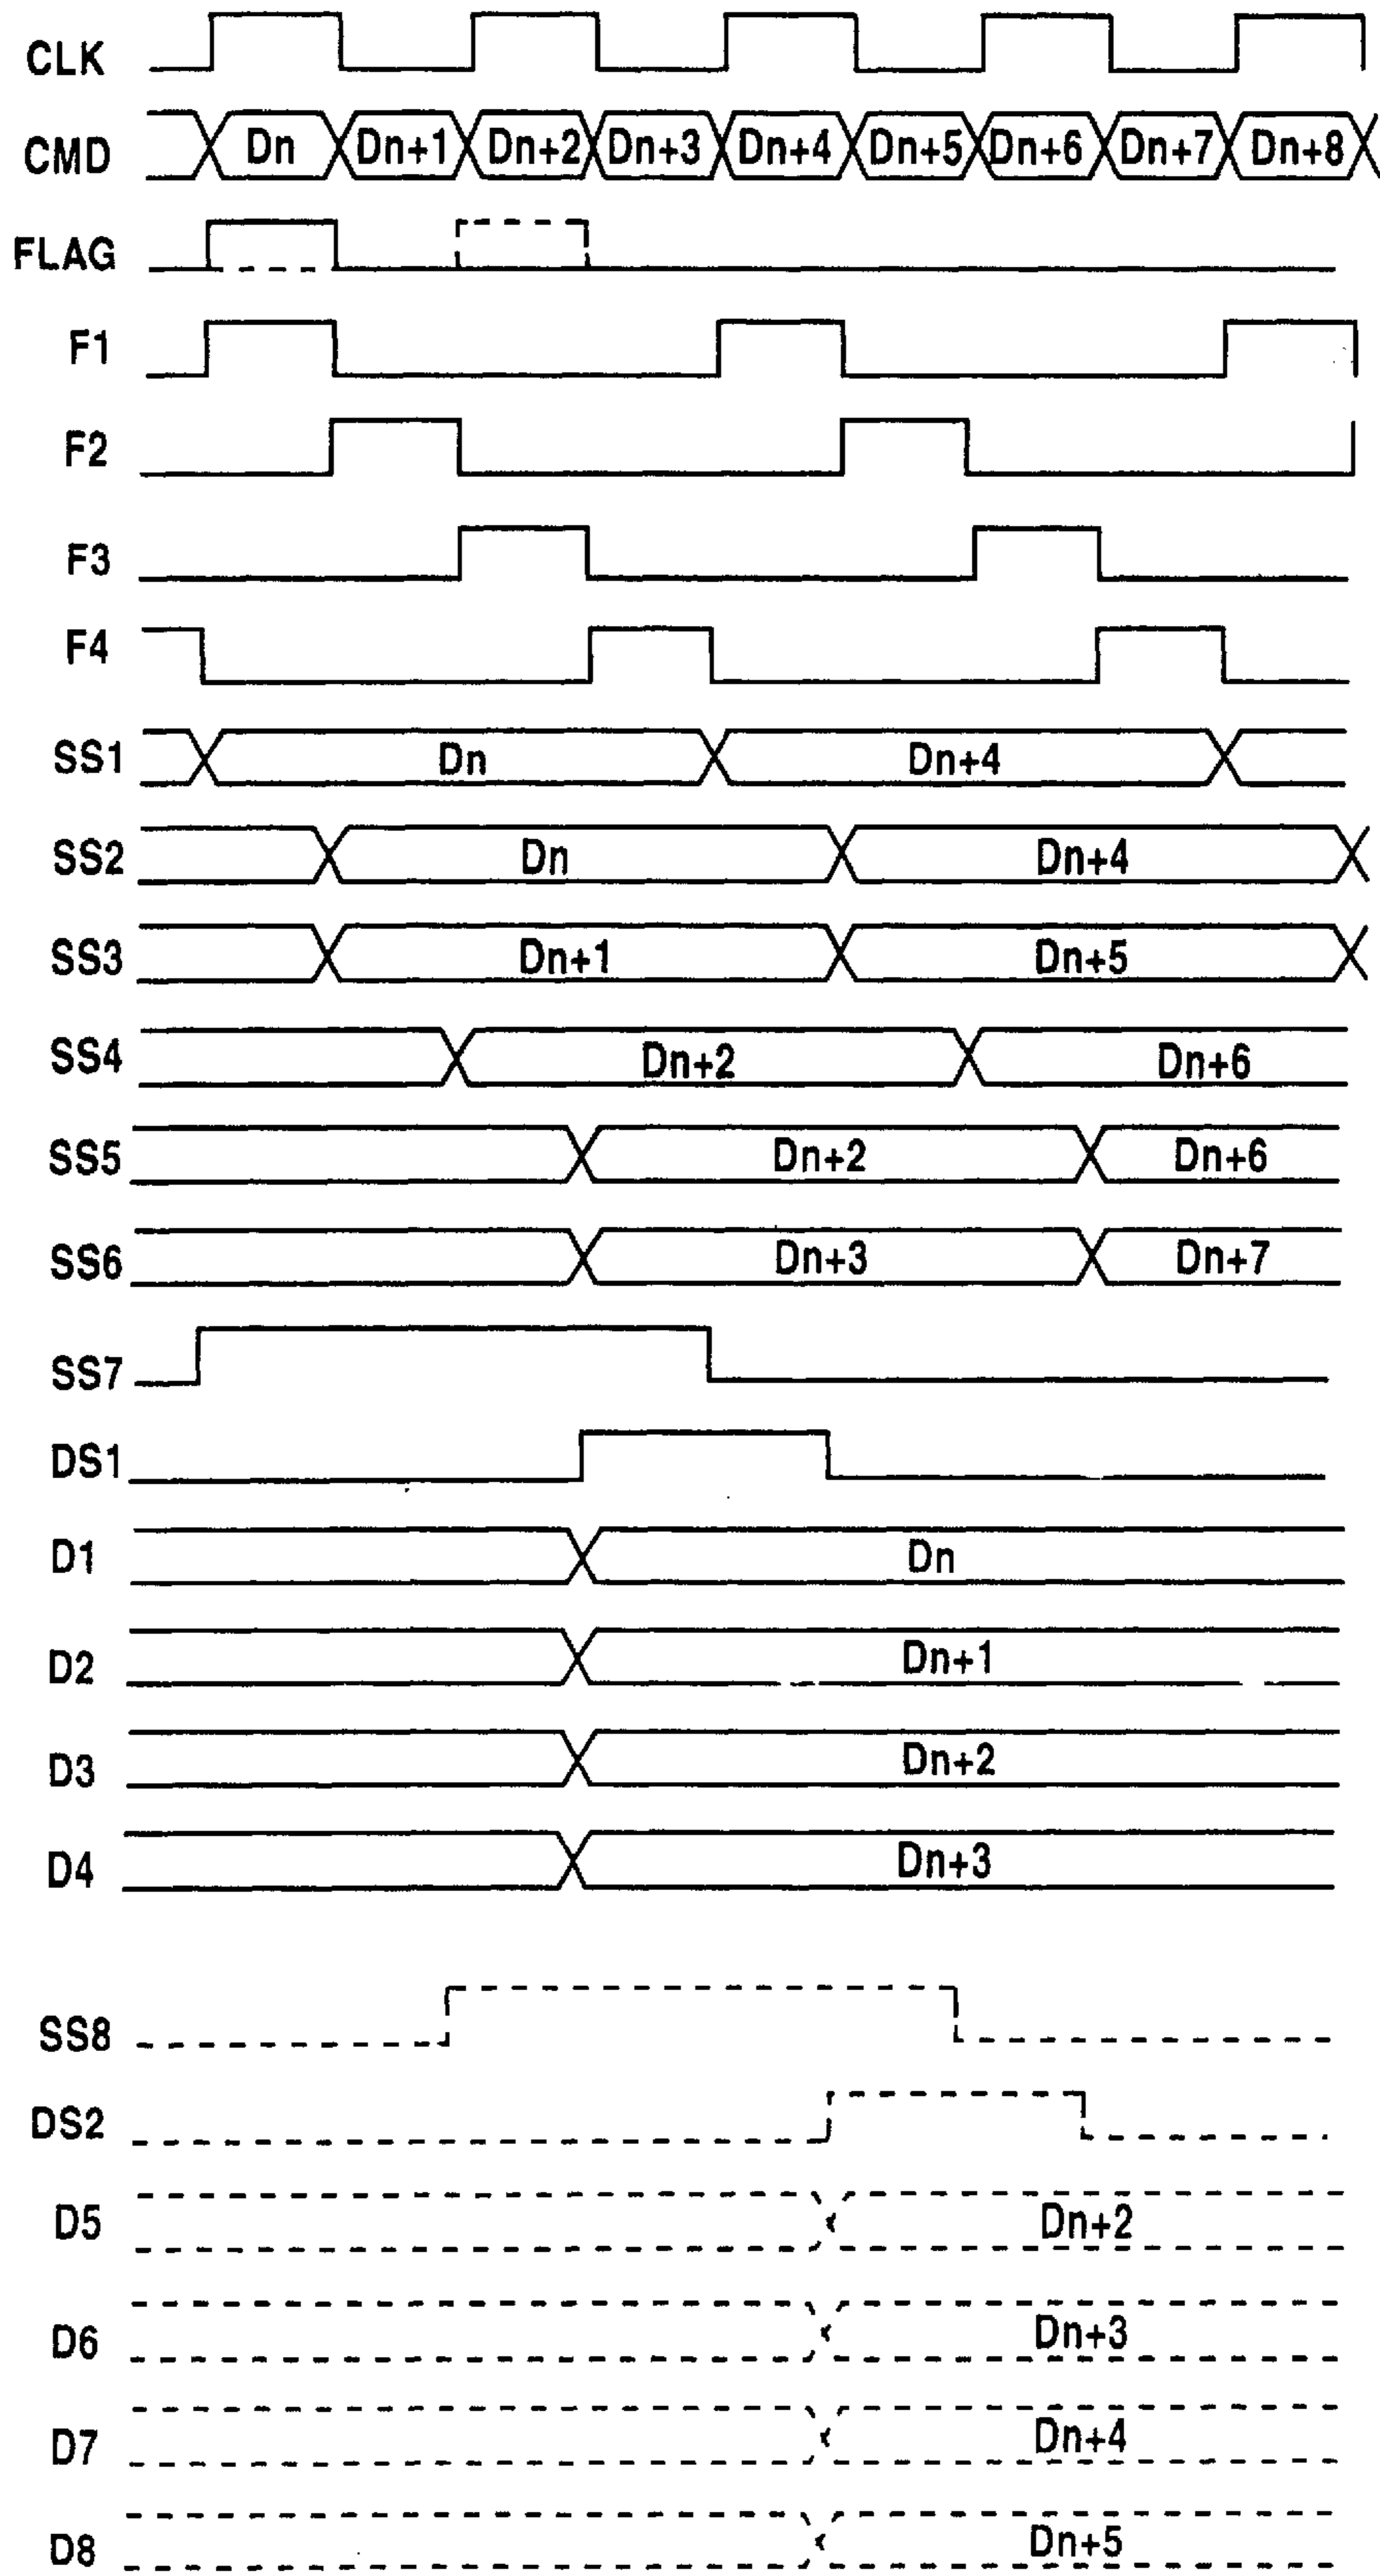 CLK
CMD Dn Dn+1 Dn+2 Dn+3 Dn+4 Dn+5 Dn+6 Dn+7 Dn+8
FLAG
F1
F2
F3
F4
SS1 Dn Dn+4
SS2 Dn Dn+4
SS3 Dn+1 Dn+5
SS4 Dn+2 Dn+6
SS5 Dn+2 Dn+6
SS6 Dn+3 Dn+7
SS7
DS1
D1 Dn
D2 Dn+1
D3 Dn+2
D4 Dn+3
SS8
DS2
D5 Dn+2
D6 Dn+3
D7 Dn+4
D8 Dn+5